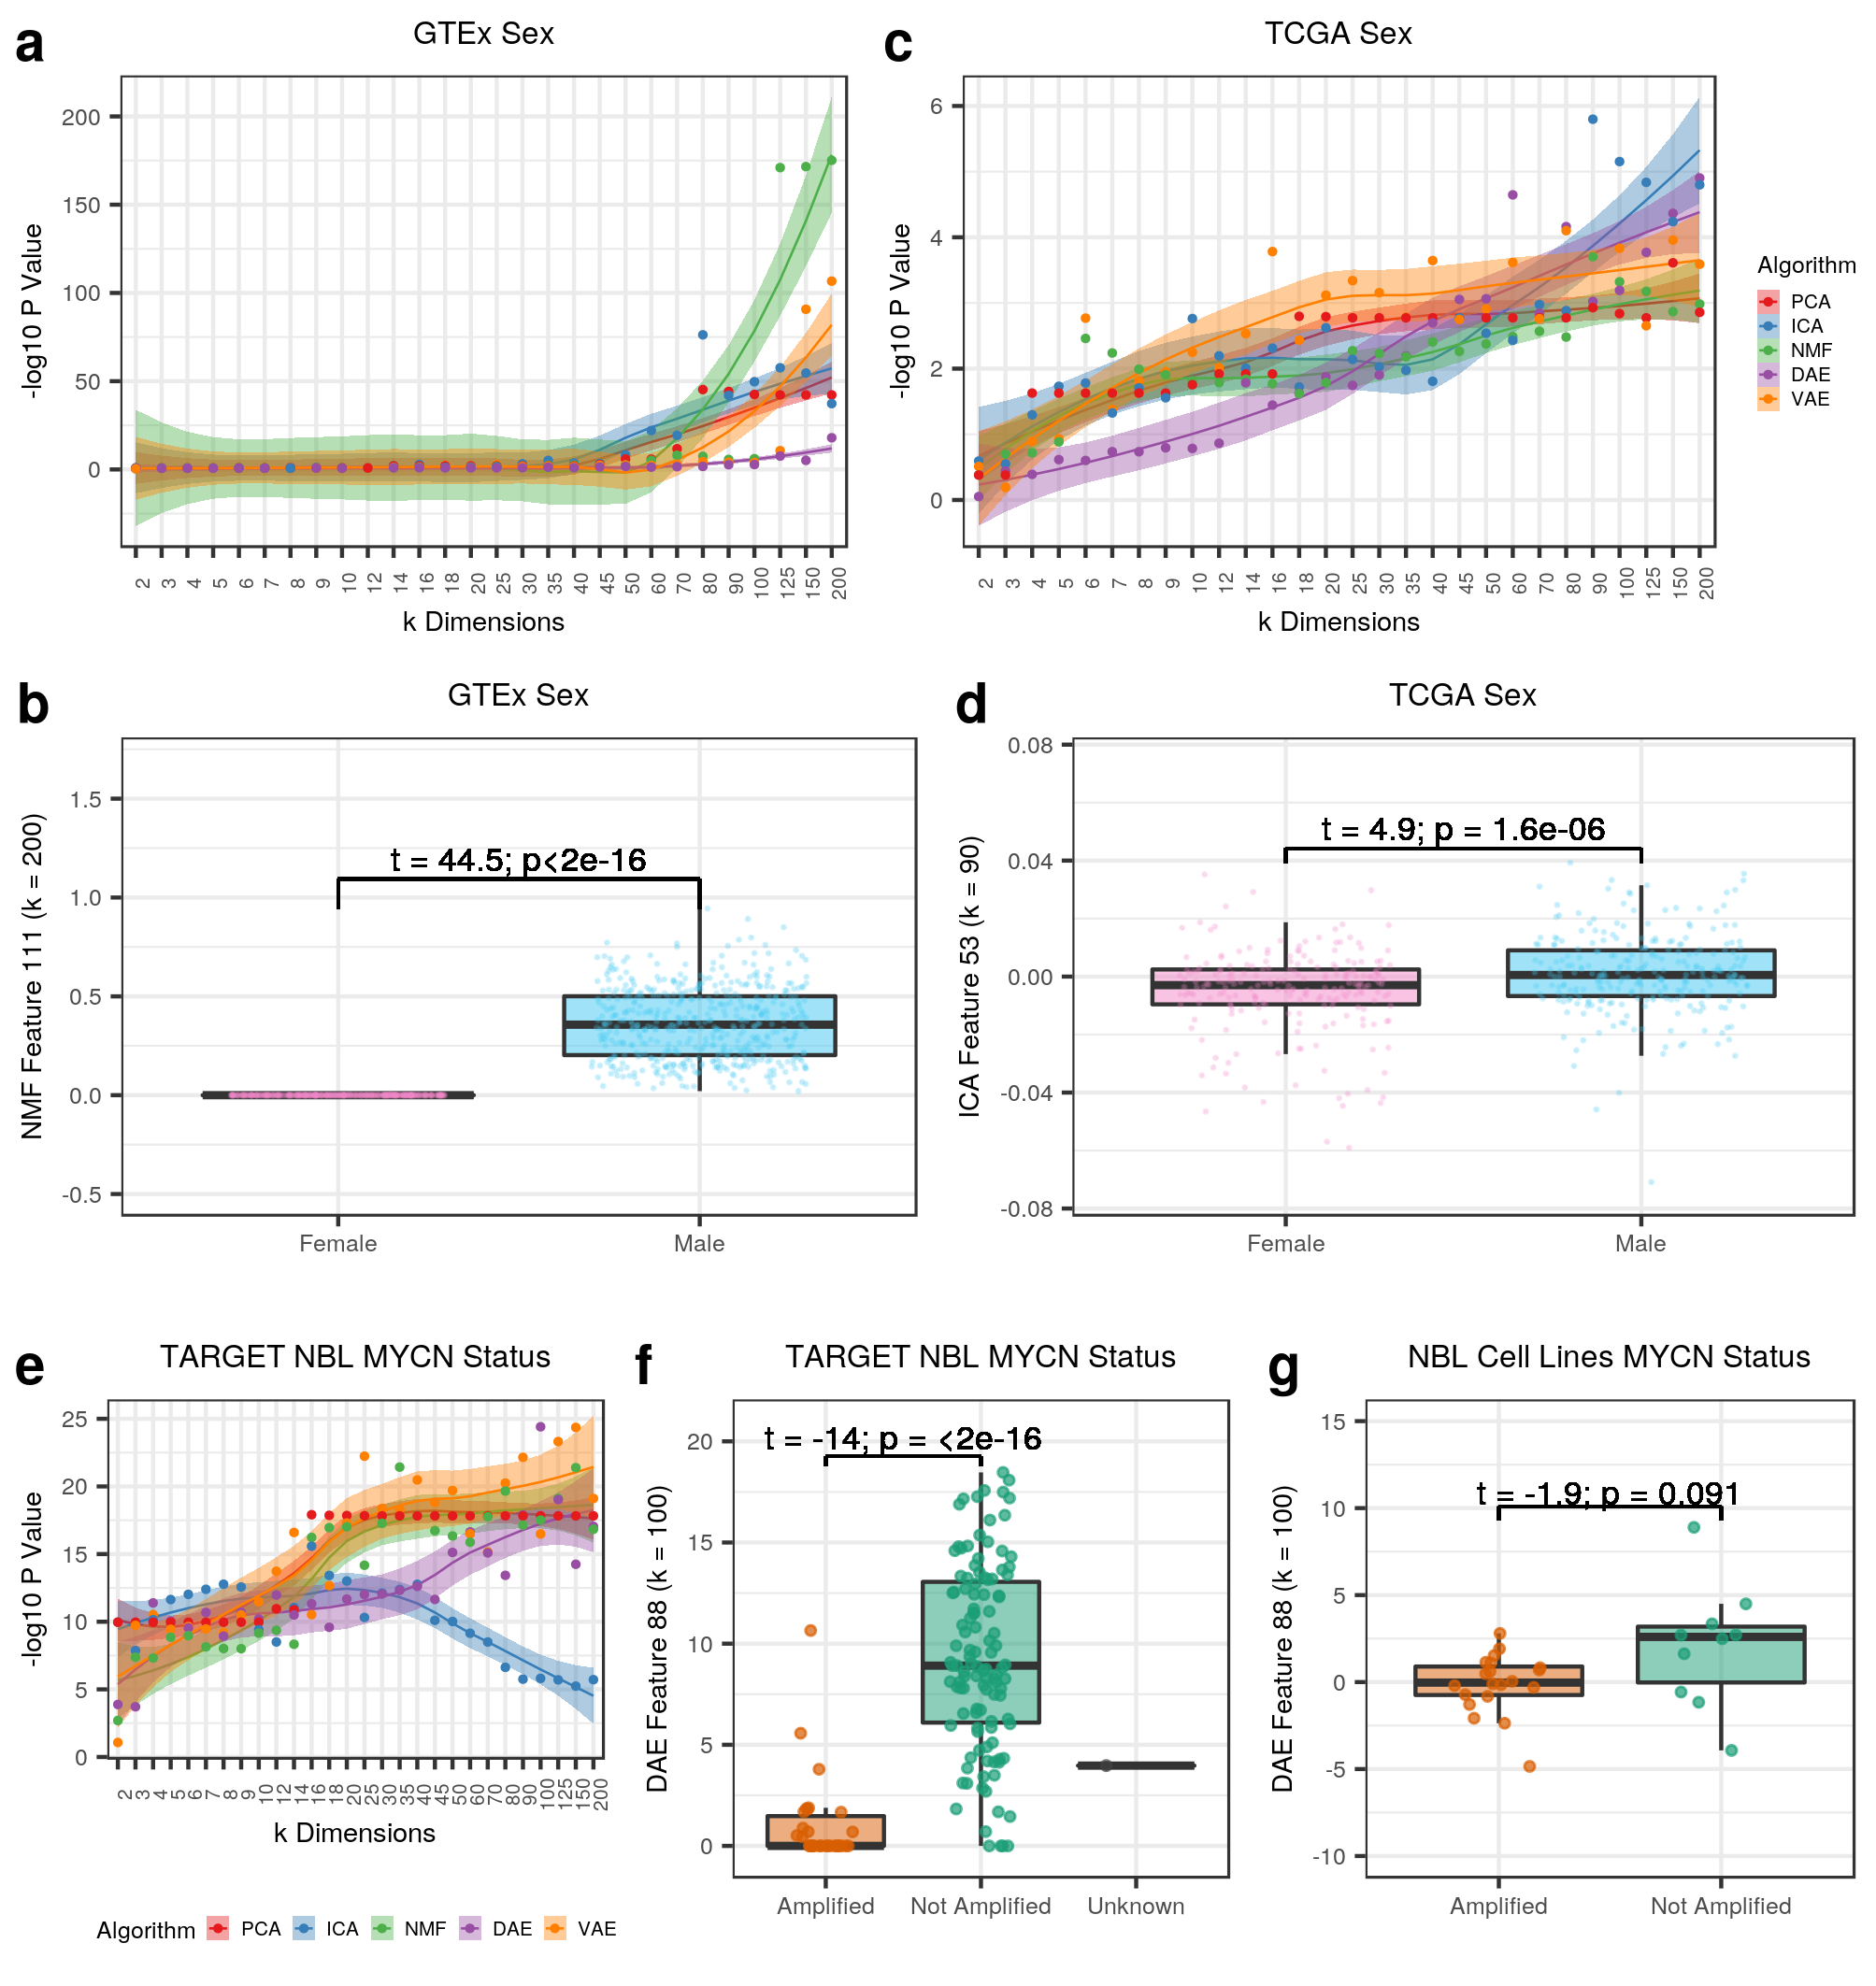 a
GTEx Sex
-log10 P Value
200
150
100
50
0
2 3 4 5 6 7 8 9 10 12 14 16 18 20 25 30 35 40 45 50 60 70 80 90 100 125 150 200
k Dimensions
c
TCGA Sex
-log10 P Value
6
4
2
0
2 3 4 5 6 7 8 9 10 12 14 16 18 20 25 30 35 40 45 50 60 70 80 90 100 125 150 200
k Dimensions
Algorithm
PCA
ICA
NMF
DAE
VAE
b
GTEx Sex
NMF Feature 111 (k = 200)
1.5
1.0
0.5
0.0
-0.5
t = 44.5; p<2e-16
Female Male
d
TCGA Sex
ICA Feature 53 (k = 90)
0.08
0.04
0.00
-0.04
-0.08
t = 4.9; p = 1.6e-06
Female Male
e
TARGET NBL MYCN Status
-log10 P Value
25
20
15
10
5
0
2 3 4 5 6 7 8 9 10 12 14 16 18 20 25 30 35 40 45 50 60 70 80 90 100 125 150 200
k Dimensions
Algorithm PCA ICA NMF DAE VAE
f
TARGET NBL MYCN Status
DAE Feature 88 (k = 100)
20
15
10
5
0
t = -14; p = <2e-16
Amplified Not Amplified Unknown
g
NBL Cell Lines MYCN Status
DAE Feature 88 (k = 100)
15
10
5
0
-5
-10
t = -1.9; p = 0.091
Amplified Not Amplified